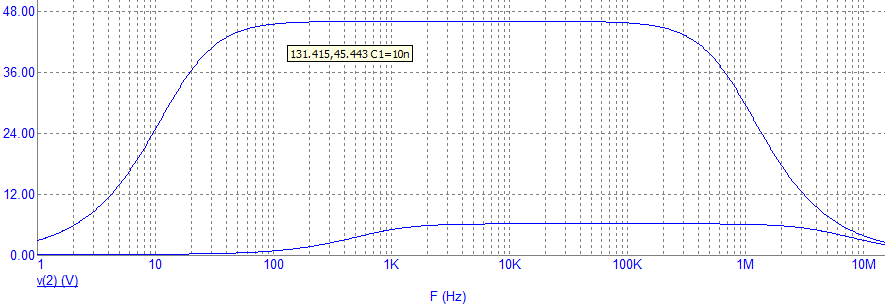 48.00
36.00
131.415,45.443 C1=10n
24.00
12.00
0.00
1 10 100 1K 10K 100K 1M 10M
v(2) (V)
F (Hz)